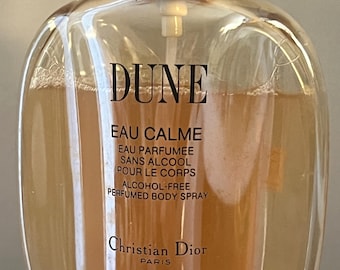 DUNE
EAU CALME
EAU PARFUMEE
SANS ALCOOL
POUR LE CORPS
ALCOHOL-FREE
PERFUMED BODY SPRAY
Christian Dior
PARIS